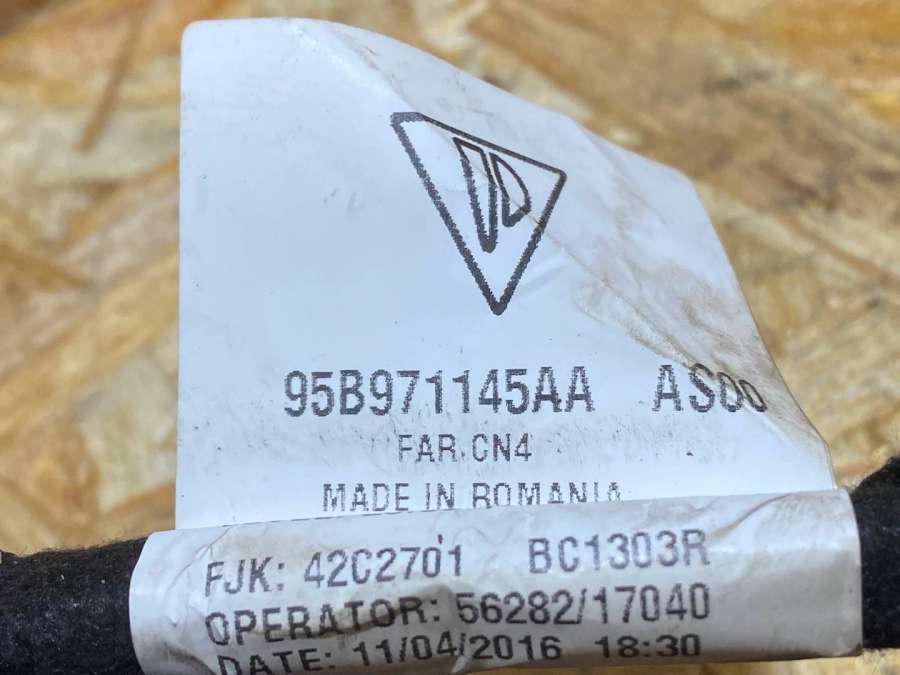 95B971145AA AS00
FAR.CN4
MADE IN ROMANIA
FJK: 42C2701 BC1303R
OPERATOR: 56282/17040
DATE: 11/04/2016 18:30